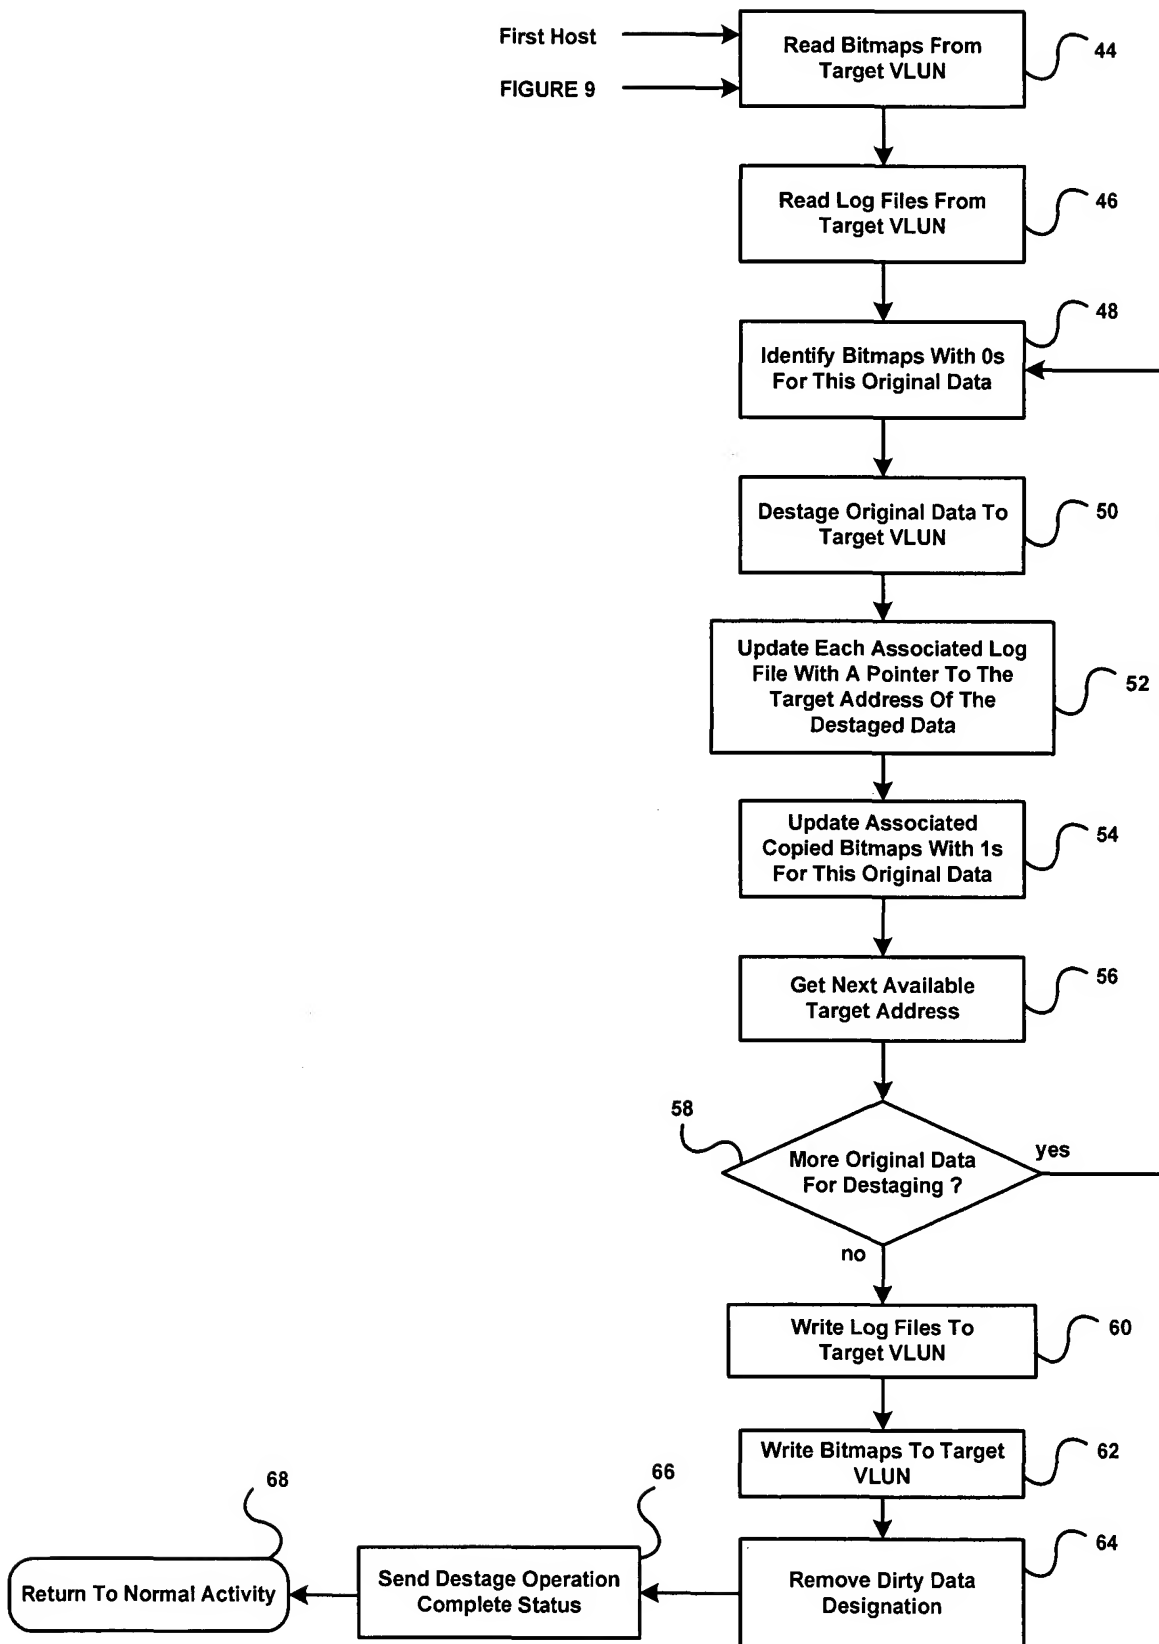 First Host
FIGURE 9
Read Bitmaps From
Target VLUN
44
Read Log Files From
Target VLUN
46
48
Identify Bitmaps With 0s
For This Original Data
Destage Original Data To
Target VLUN
50
Update Each Associated Log
File With A Pointer To The
Target Address Of The
Destaged Data
52
Update Associated
Copied Bitmaps With 1s
For This Original Data
54
Get Next Available
Target Address
56
58
More Original Data
For Destaging ?
yes
no
Write Log Files To
Target VLUN
60
Write Bitmaps To Target
VLUN
62
64
Remove Dirty Data
Designation
66
Send Destage Operation
Complete Status
68
Return To Normal Activity